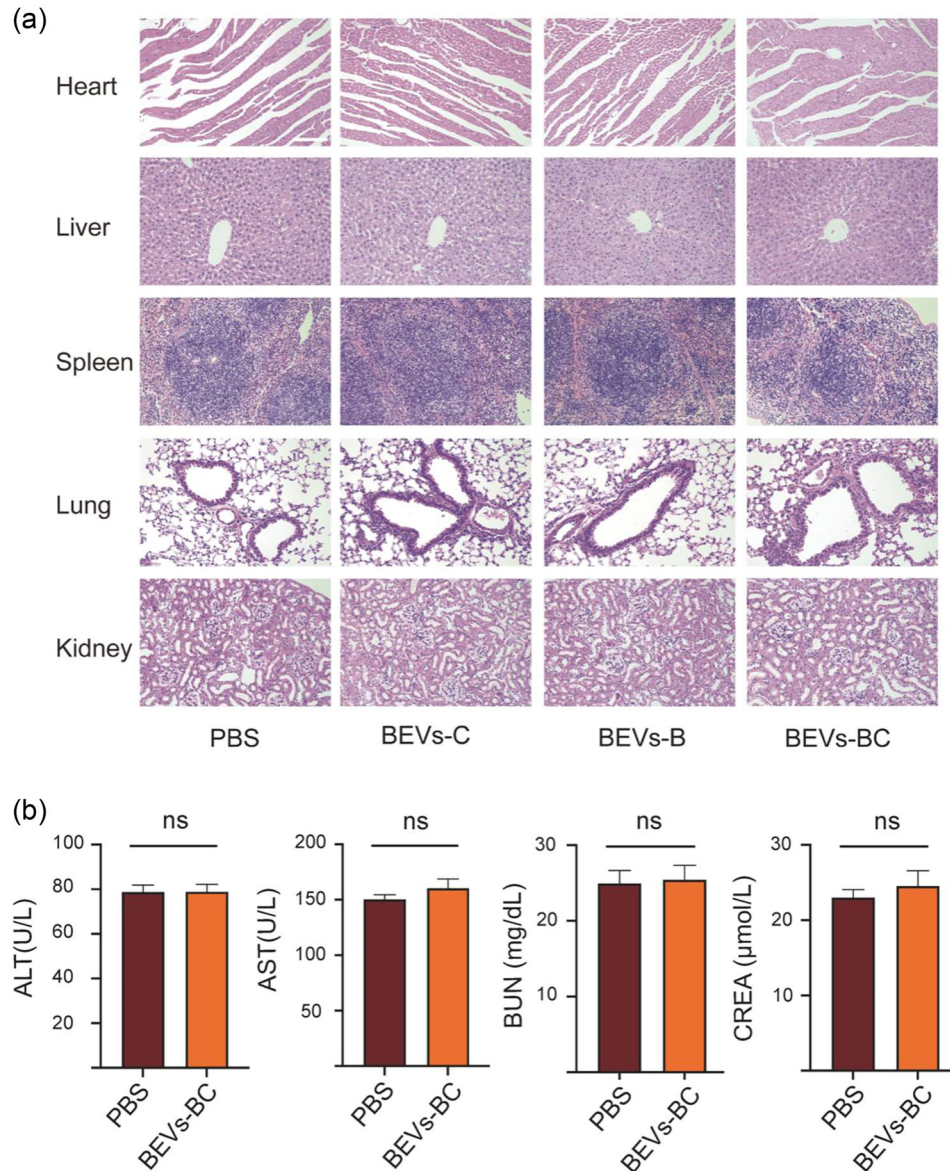 (a)
Heart
Liver
Spleen
Lung
Kidney
PBS BEVs-C BEVs-B BEVs-BC
(b)
ns
100
80
60
40
20
ALT(U/L)
PBS
BEVs-BC
ns
200
150
100
50
AST(U/L)
PBS
BEVs-BC
ns
30
20
10
BUN (mg/dL)
PBS
BEVs-BC
ns
30
20
10
CREA (μmol/L)
PBS
BEVs-BC